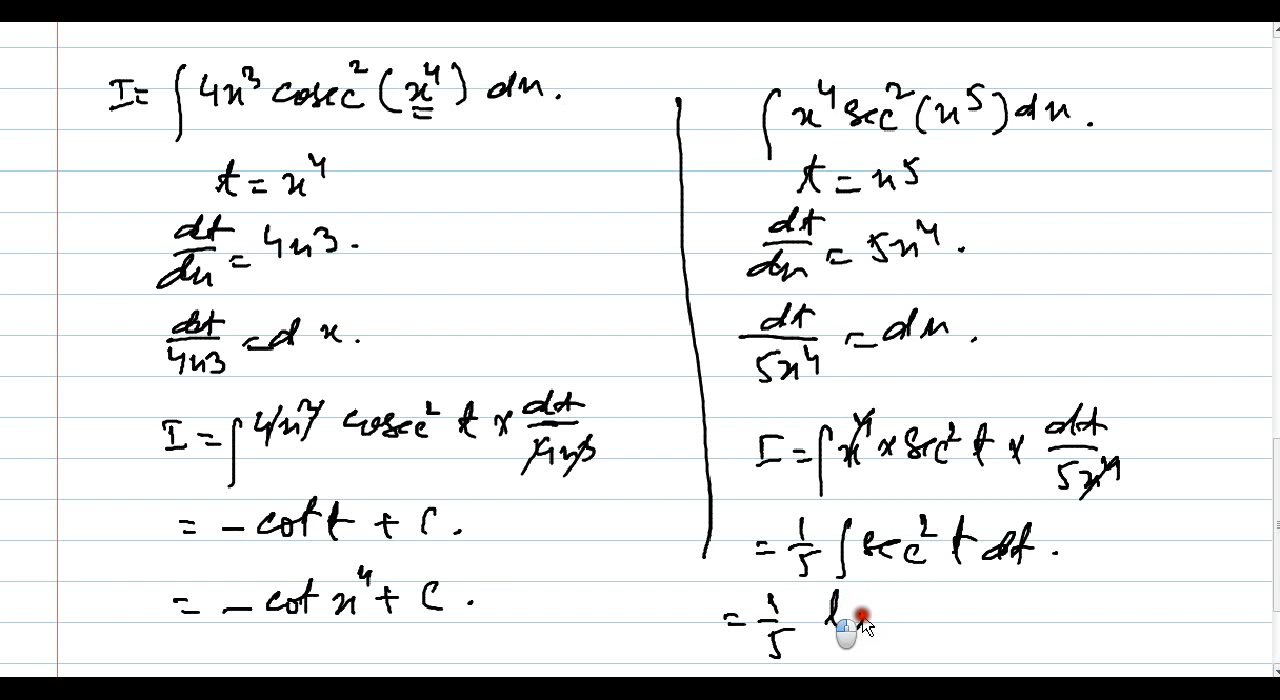 I = ∫ 4x³ cosec² (x⁴) dx.
t = x⁴
dt/dx = 4x3.
dt/4x3 = d x.
I = ∫ 4x³ cosec² t × dt/4x3
= - cot t + C.
= - cot x⁴ + C.
∫ x⁴ sec² (x⁵) dx.
t = x5
dt/dx = 5x⁴.
dt/5x⁴ = dx.
I = ∫ x⁴ × sec² t × dt/5x⁴
= 1/5 ∫ sec² t dt.
= 1/5